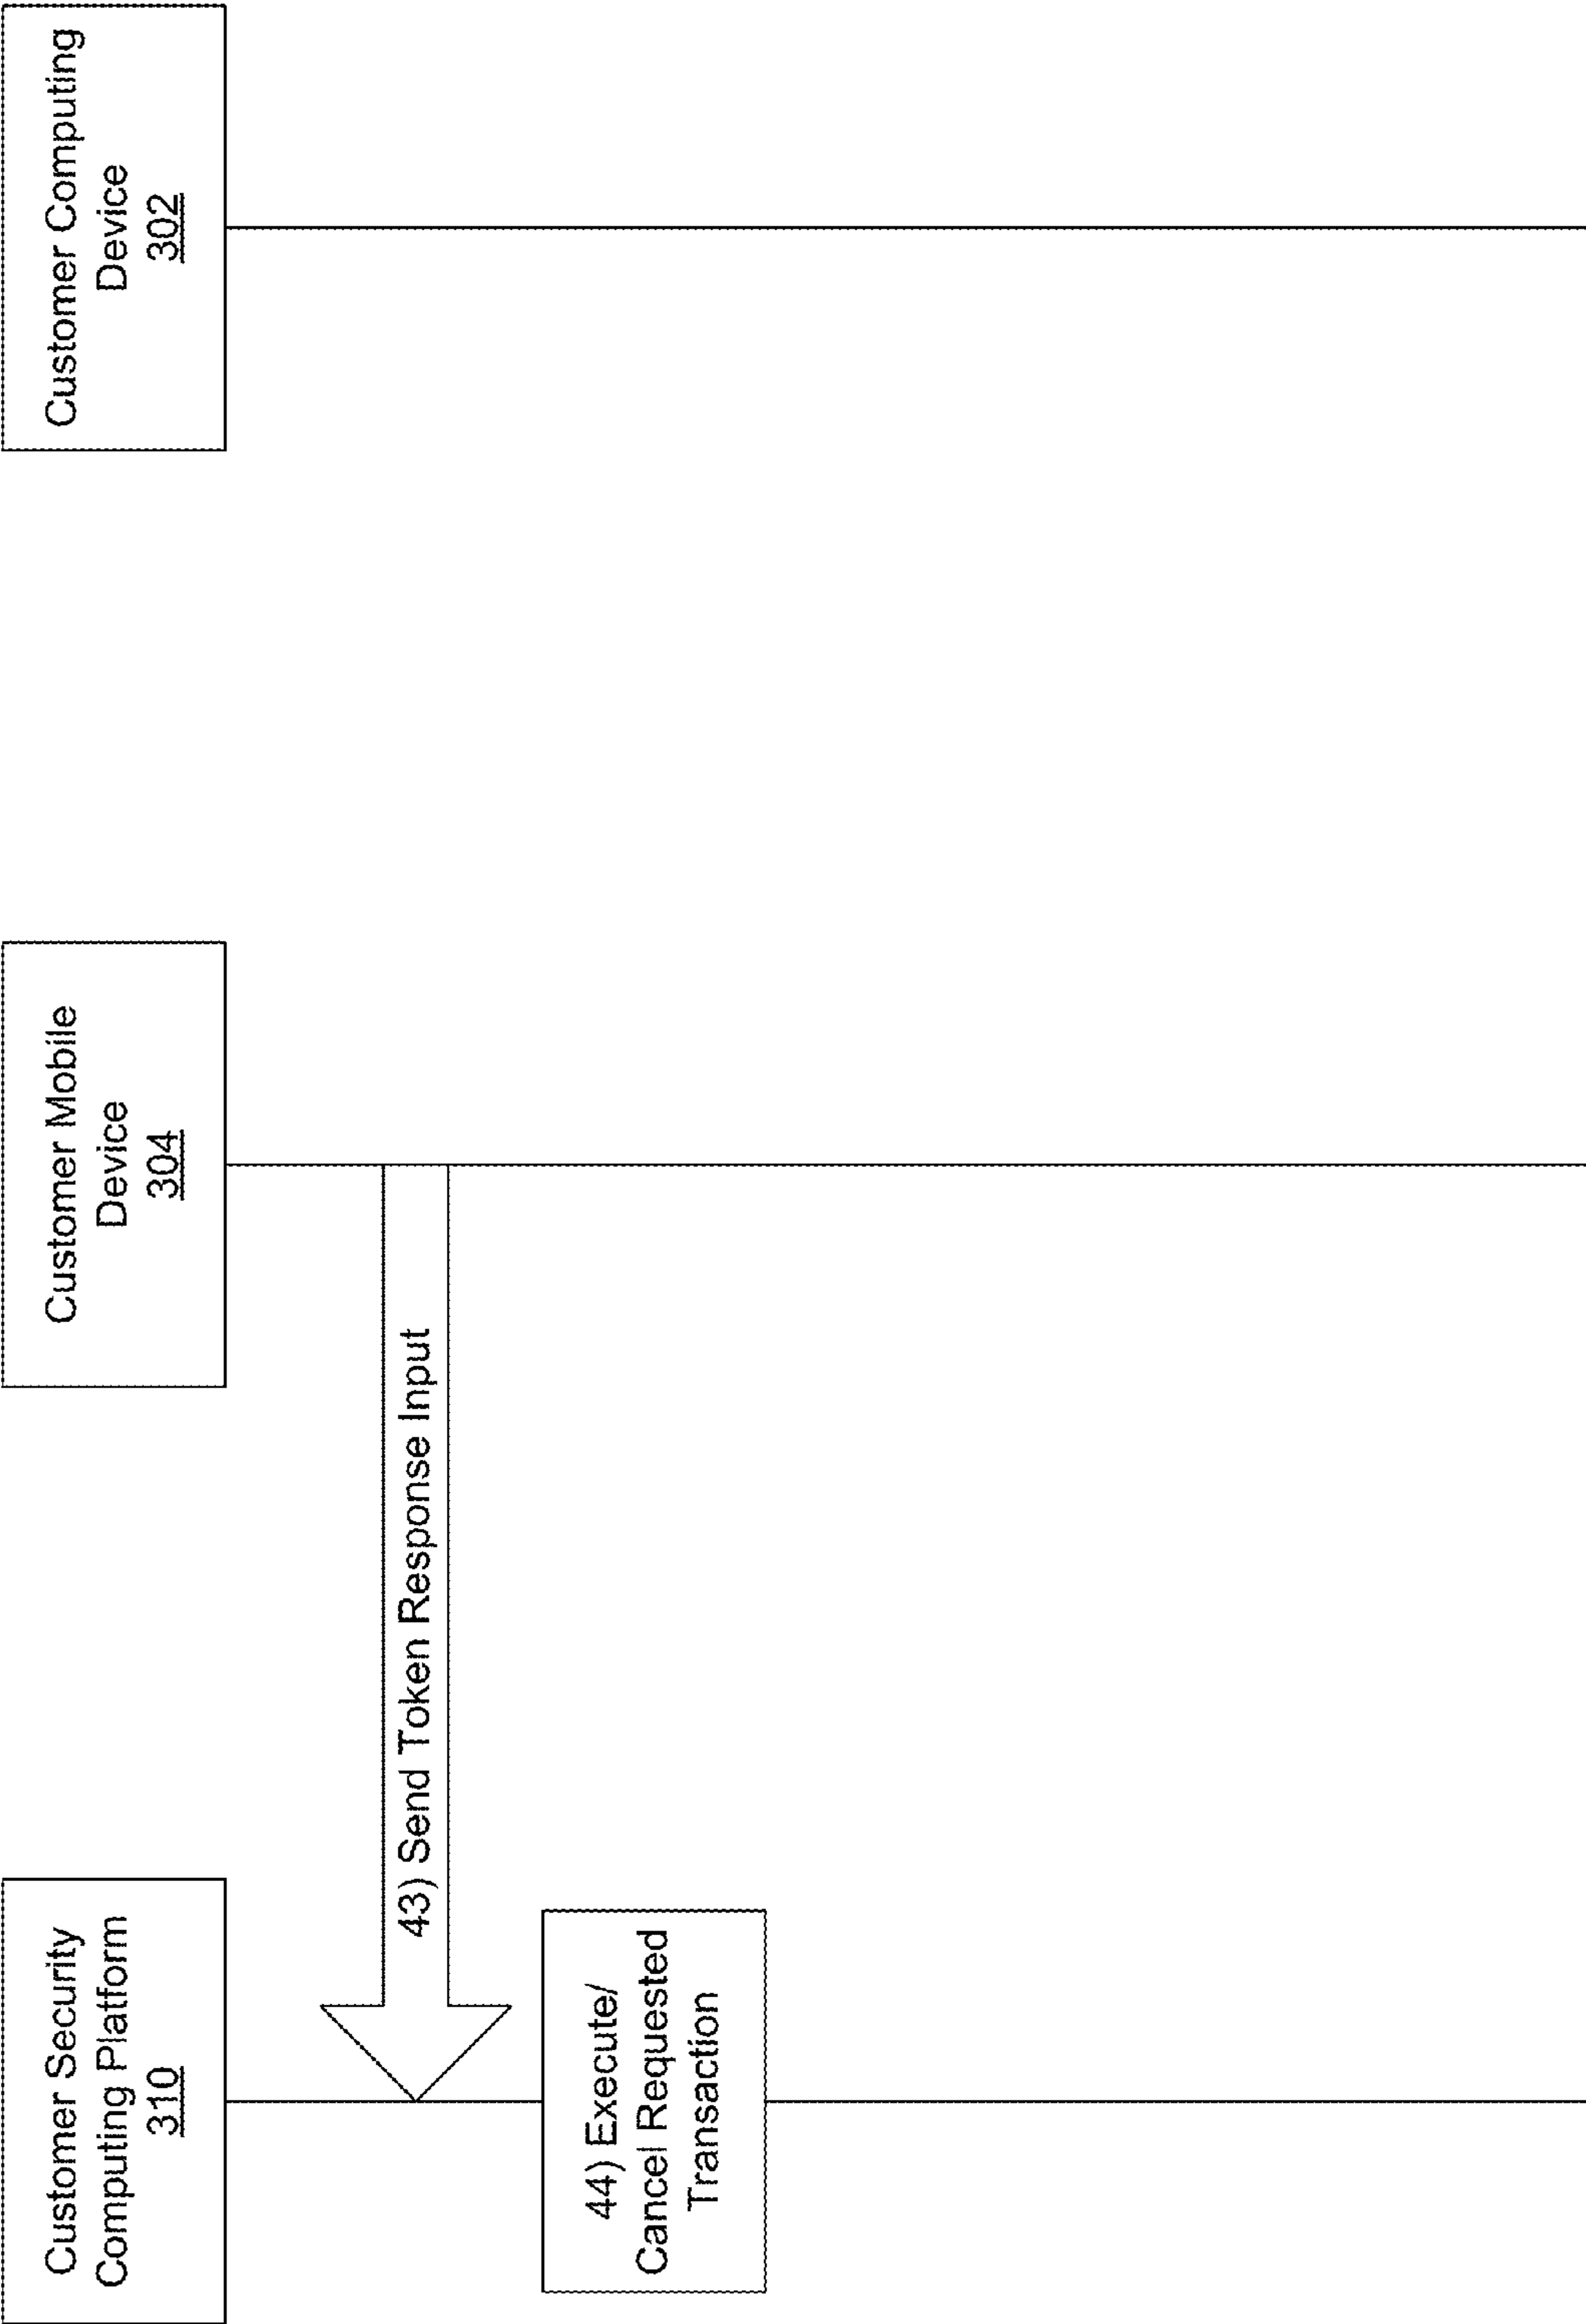 Customer Security
Computing Platform
310
Customer Mobile
Device
304
Customer Computing
Device
302
43) Send Token Response Input
44) Execute/
Cancel Requested
Transaction